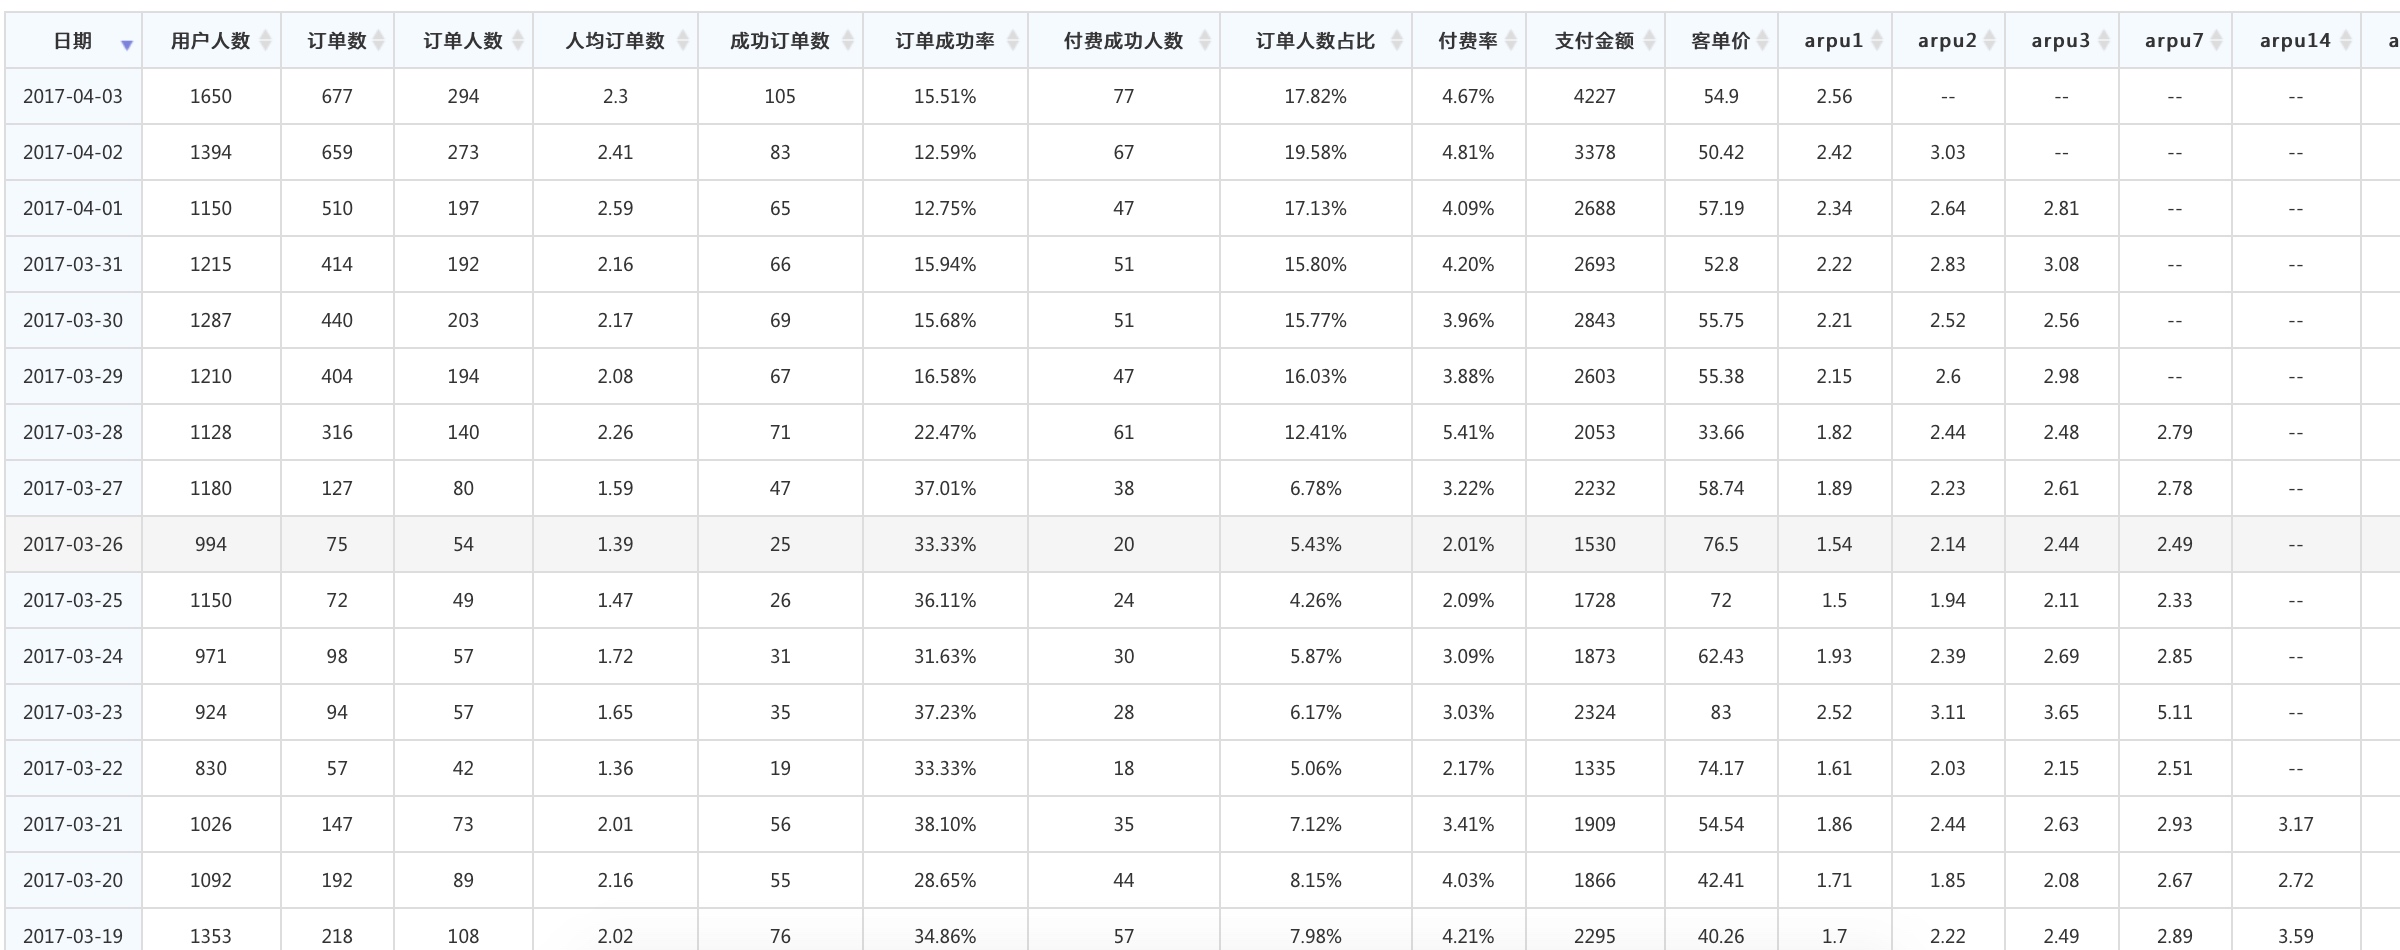 日期 用户人数 订单数 订单人数 人均订单数 成功订单数 订单成功率 付费成功人数 订单人数占比 付费率 支付金额 客单价 arpu1 arpu2 arpu3 arpu7 arpu14 a
2017-04-03 1650 677 294 2.3 105 15.51% 77 17.82% 4.67% 4227 54.9 2.56 -- -- -- --
2017-04-02 1394 659 273 2.41 83 12.59% 67 19.58% 4.81% 3378 50.42 2.42 3.03 -- -- --
2017-04-01 1150 510 197 2.59 65 12.75% 47 17.13% 4.09% 2688 57.19 2.34 2.64 2.81 -- --
2017-03-31 1215 414 192 2.16 66 15.94% 51 15.80% 4.20% 2693 52.8 2.22 2.83 3.08 -- --
2017-03-30 1287 440 203 2.17 69 15.68% 51 15.77% 3.96% 2843 55.75 2.21 2.52 2.56 -- --
2017-03-29 1210 404 194 2.08 67 16.58% 47 16.03% 3.88% 2603 55.38 2.15 2.6 2.98 -- --
2017-03-28 1128 316 140 2.26 71 22.47% 61 12.41% 5.41% 2053 33.66 1.82 2.44 2.48 2.79 --
2017-03-27 1180 127 80 1.59 47 37.01% 38 6.78% 3.22% 2232 58.74 1.89 2.23 2.61 2.78 --
2017-03-26 994 75 54 1.39 25 33.33% 20 5.43% 2.01% 1530 76.5 1.54 2.14 2.44 2.49 --
2017-03-25 1150 72 49 1.47 26 36.11% 24 4.26% 2.09% 1728 72 1.5 1.94 2.11 2.33 --
2017-03-24 971 98 57 1.72 31 31.63% 30 5.87% 3.09% 1873 62.43 1.93 2.39 2.69 2.85 --
2017-03-23 924 94 57 1.65 35 37.23% 28 6.17% 3.03% 2324 83 2.52 3.11 3.65 5.11 --
2017-03-22 830 57 42 1.36 19 33.33% 18 5.06% 2.17% 1335 74.17 1.61 2.03 2.15 2.51 --
2017-03-21 1026 147 73 2.01 56 38.10% 35 7.12% 3.41% 1909 54.54 1.86 2.44 2.63 2.93 3.17
2017-03-20 1092 192 89 2.16 55 28.65% 44 8.15% 4.03% 1866 42.41 1.71 1.85 2.08 2.67 2.72
2017-03-19 1353 218 108 2.02 76 34.86% 57 7.98% 4.21% 2295 40.26 1.7 2.22 2.49 2.89 3.59